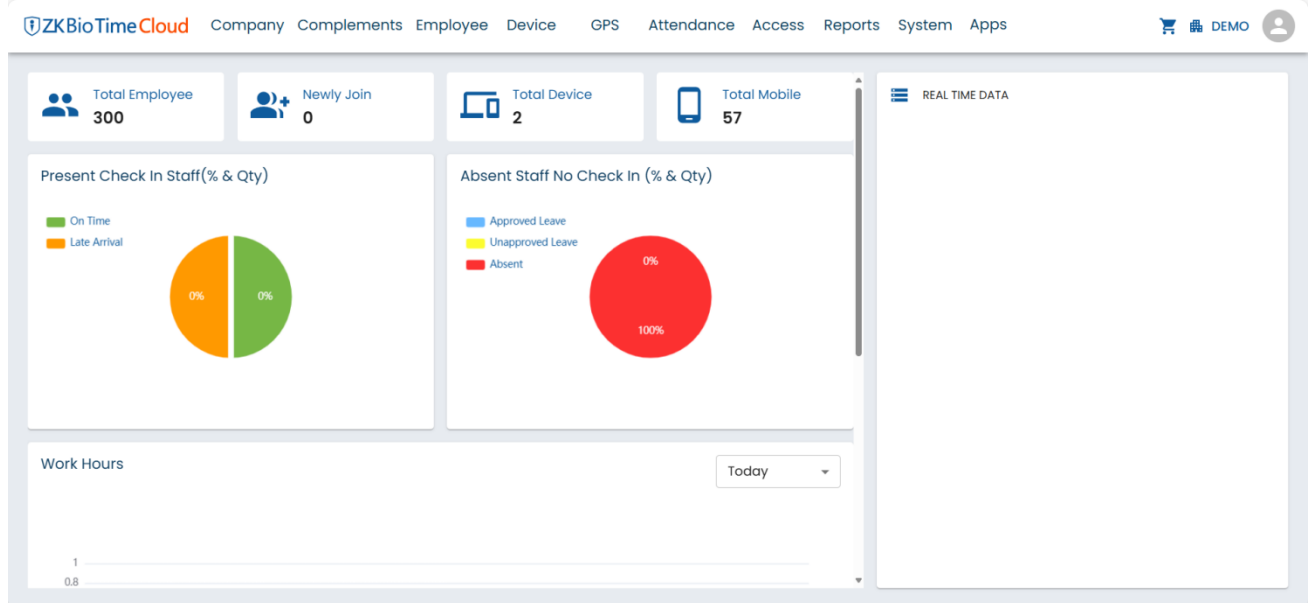 ZKBioTime Cloud Company Complements Employee Device GPS Attendance Access Reports System Apps DEMO
Total Employee
300
Newly Join
0
Total Device
2
Total Mobile
57
REAL TIME DATA
Present Check In Staff(% & Qty)
On Time
Late Arrival
0%
0%
Absent Staff No Check In (% & Qty)
Approved Leave
Unapproved Leave
Absent
0%
100%
Work Hours
Today
1
0.8